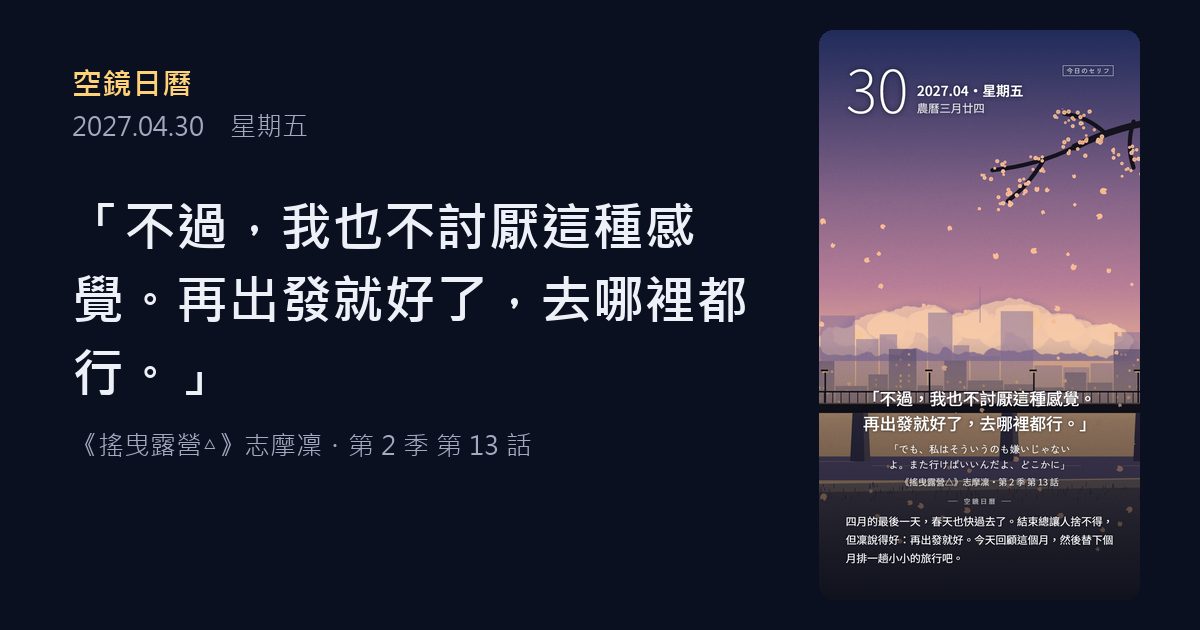 空鏡日曆
2027.04.30 星期五
「不過，我也不討厭這種感
覺。再出發就好了，去哪裡都
行。」
《搖曳露營△》志摩凜・第 2 季 第 13 話
今日のセリフ
30
2027.04・星期五
農曆三月廿四
「不過，我也不討厭這種感覺。
再出發就好了，去哪裡都行。」
「でも、私はそういうのも嫌いじゃない
よ。また行けばいいんだよ、どこかに」
《搖曳露營△》志摩凜・第 2 季 第 13 話
— 空鏡日曆 —
四月的最後一天，春天也快過去了。結束總讓人捨不得，
但凜說得好：再出發就好。今天回顧這個月，然後替下個
月排一趟小小的旅行吧。